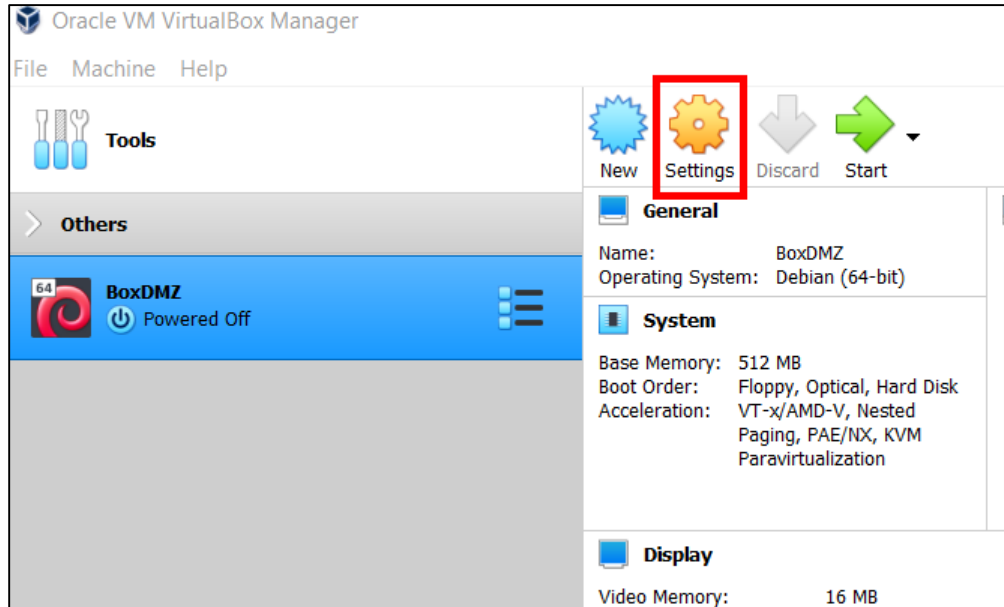 Oracle VM VirtualBox Manager
File Machine Help
Tools
New Settings Discard Start
Others
64
BoxDMZ
Powered Off
General
Name: BoxDMZ
Operating System: Debian (64-bit)
System
Base Memory: 512 MB
Boot Order: Floppy, Optical, Hard Disk
Acceleration: VT-x/AMD-V, Nested
Paging, PAE/NX, KVM
Paravirtualization
Display
Video Memory: 16 MB